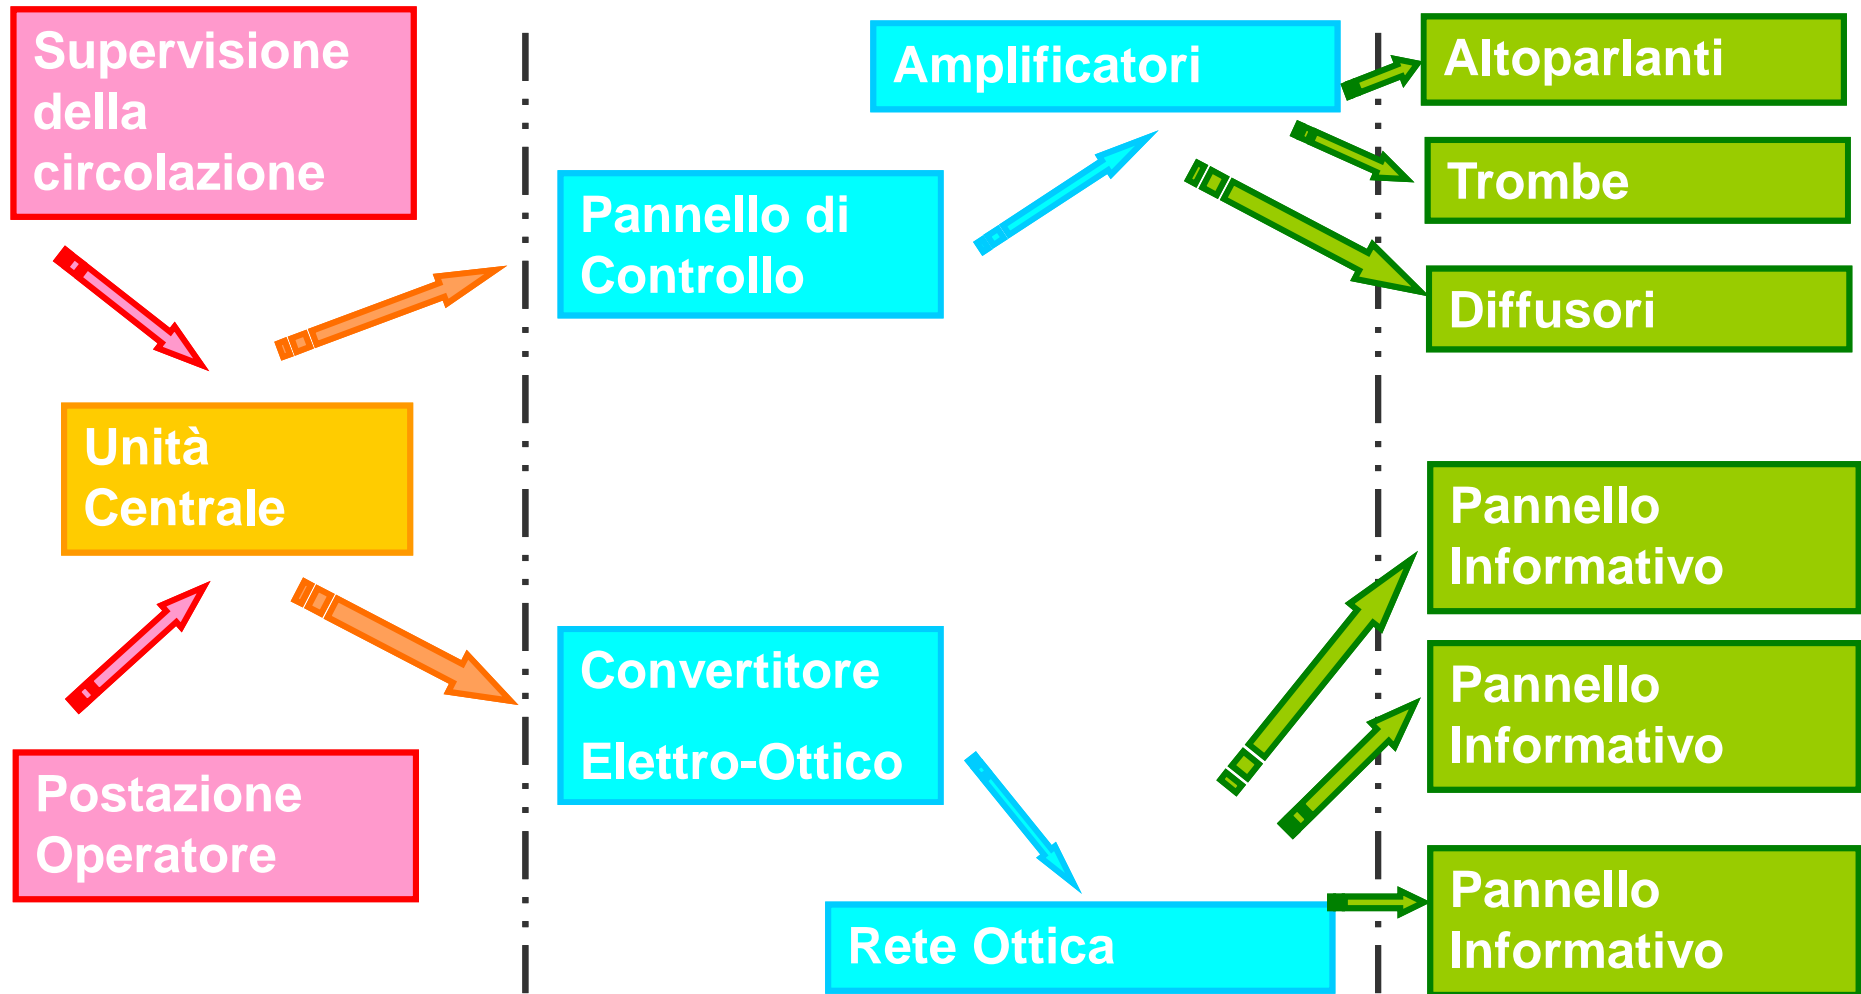 Supervisione
della
circolazione
Unità
Centrale
Postazione
Operatore
Pannello di
Controllo
Amplificatori
Convertitore
Elettro-Ottico
Rete Ottica
Altoparlanti
Trombe
Diffusori
Pannello
Informativo
Pannello
Informativo
Pannello
Informativo